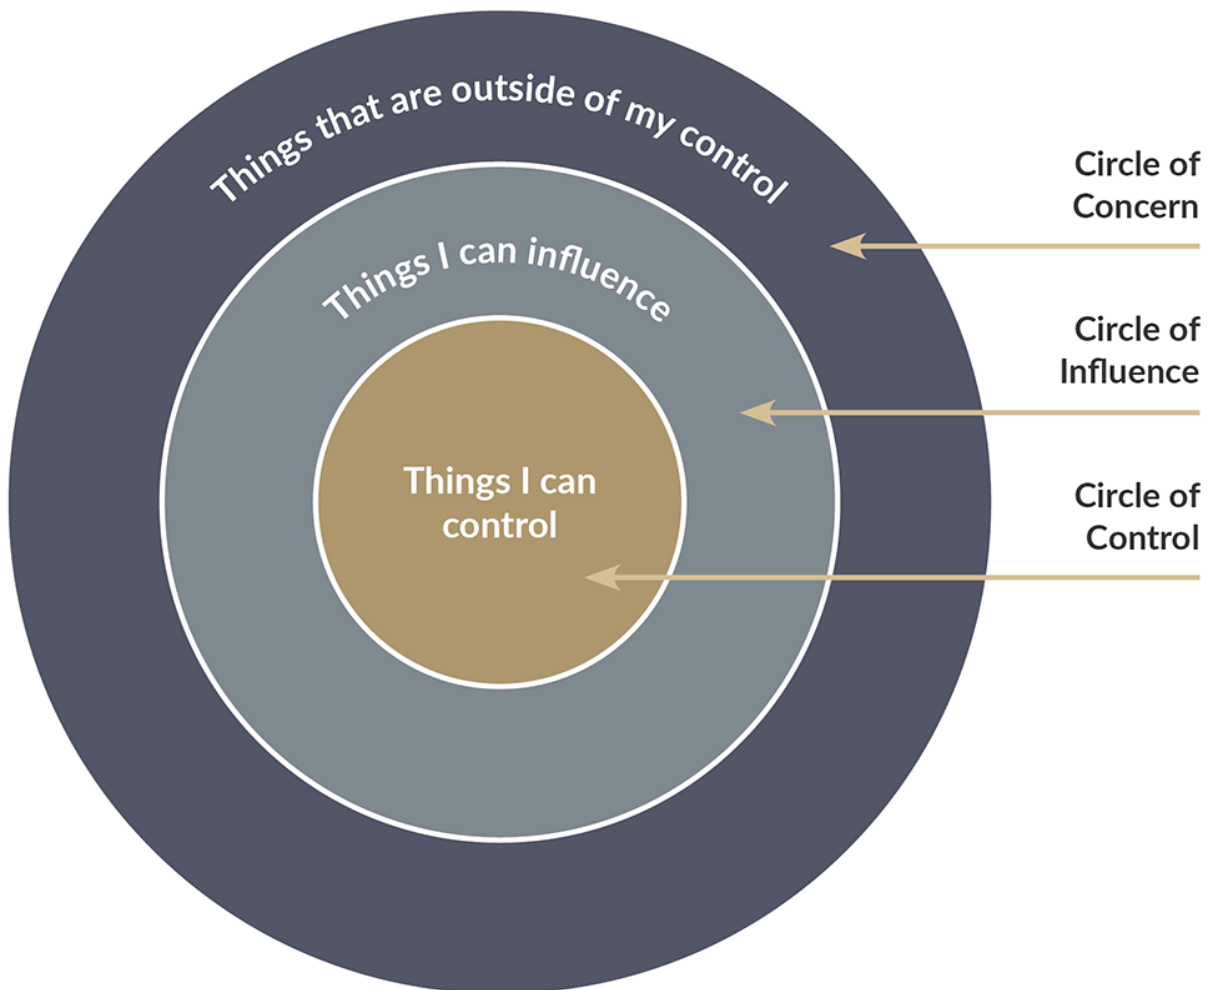 Things that are outside of my control
Things I can influence
Things I can
control
Circle of
Concern
Circle of
Influence
Circle of
Control